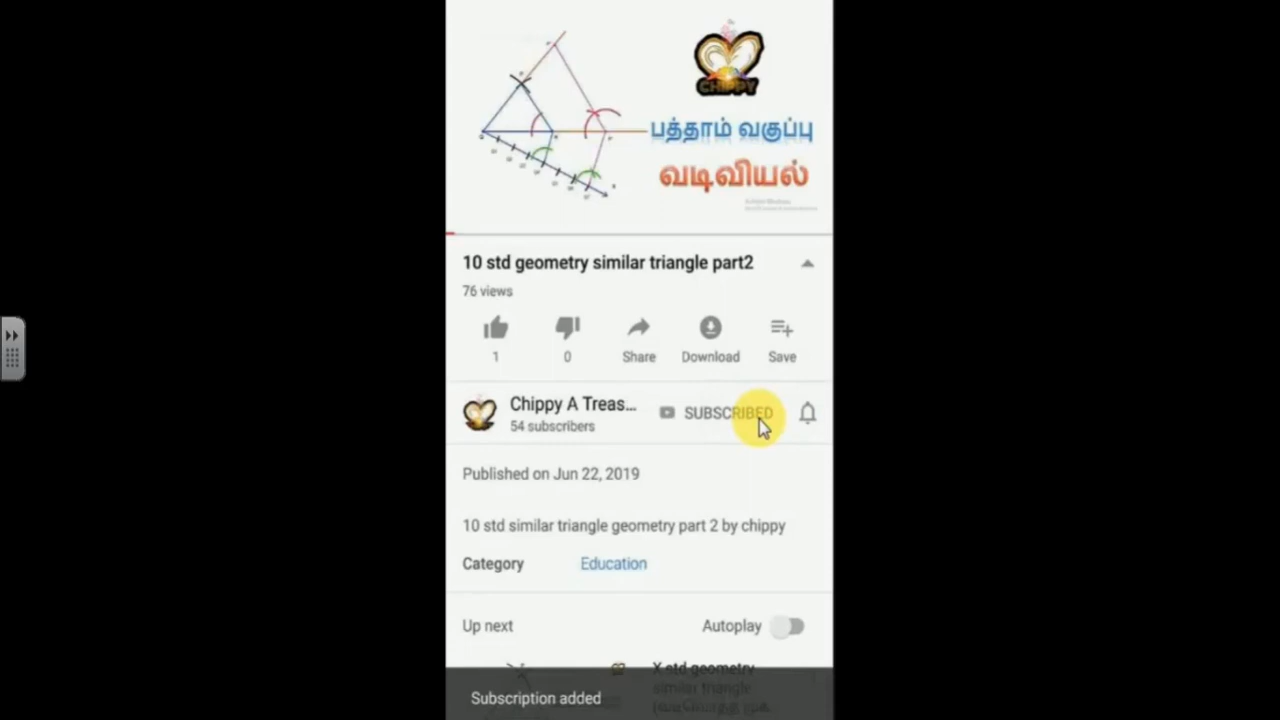 CHIPPY
பத்தாம் வகுப்பு
வடிவியல்
10 std geometry similar triangle part2
76 views
1
0
Share
Download
Save
Chippy A Treas...
SUBSCRIBED
54 subscribers
Published on Jun 22, 2019
10 std similar triangle geometry part 2 by chippy
Category
Education
Up next
Autoplay
X std geometry
similar triangle
Subscription added